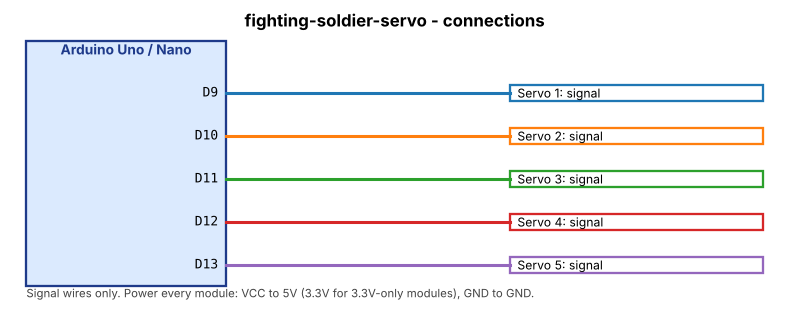 fighting-soldier-servo - connections
Arduino Uno / Nano
D9
Servo 1: signal
D10
Servo 2: signal
D11
Servo 3: signal
D12
Servo 4: signal
D13
Servo 5: signal
Signal wires only. Power every module: VCC to 5V (3.3V for 3.3V-only modules), GND to GND.